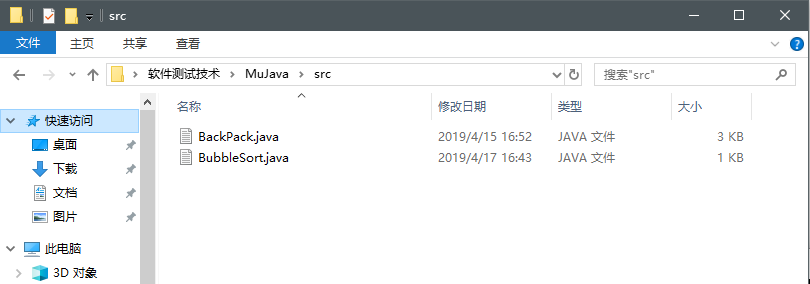 src
文件 主页 共享 查看
软件测试技术 MuJava src 搜索"src"
名称 修改日期 类型 大小
快速访问
BackPack.java 2019/4/15 16:52 JAVA 文件 3 KB
桌面
BubbleSort.java 2019/4/17 16:43 JAVA 文件 1 KB
下载
文档
图片
此电脑
3D 对象